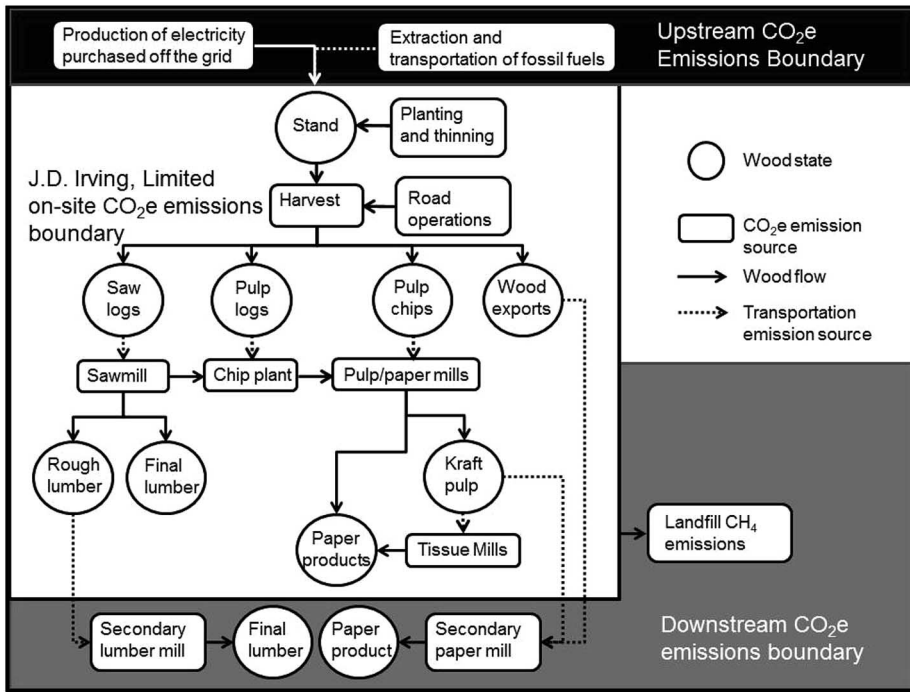 Production of electricity
purchased off the grid
Extraction and
transportation of fossil fuels
Upstream CO₂e
Emissions Boundary
Stand
Planting
and thinning
J.D. Irving, Limited
on-site CO₂e emissions
boundary
Harvest
Road
operations
Saw
logs
Pulp
logs
Pulp
chips
Wood
exports
Sawmill
Chip plant
Pulp/paper mills
Rough
lumber
Final
lumber
Kraft
pulp
Paper
products
Tissue Mills
Wood state
CO₂e emission
source
Wood flow
Transportation
emission source
Landfill CH₄
emissions
Secondary
lumber mill
Final
lumber
Paper
product
Secondary
paper mill
Downstream CO₂e
emissions boundary